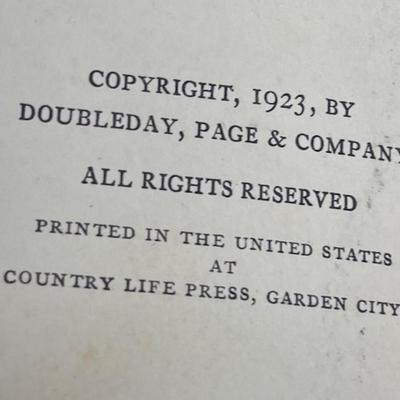 COPYRIGHT, 1923, BY
DOUBLEDAY, PAGE & COMPANY
ALL RIGHTS RESERVED
PRINTED IN THE UNITED STATES
AT
COUNTRY LIFE PRESS, GARDEN CITY